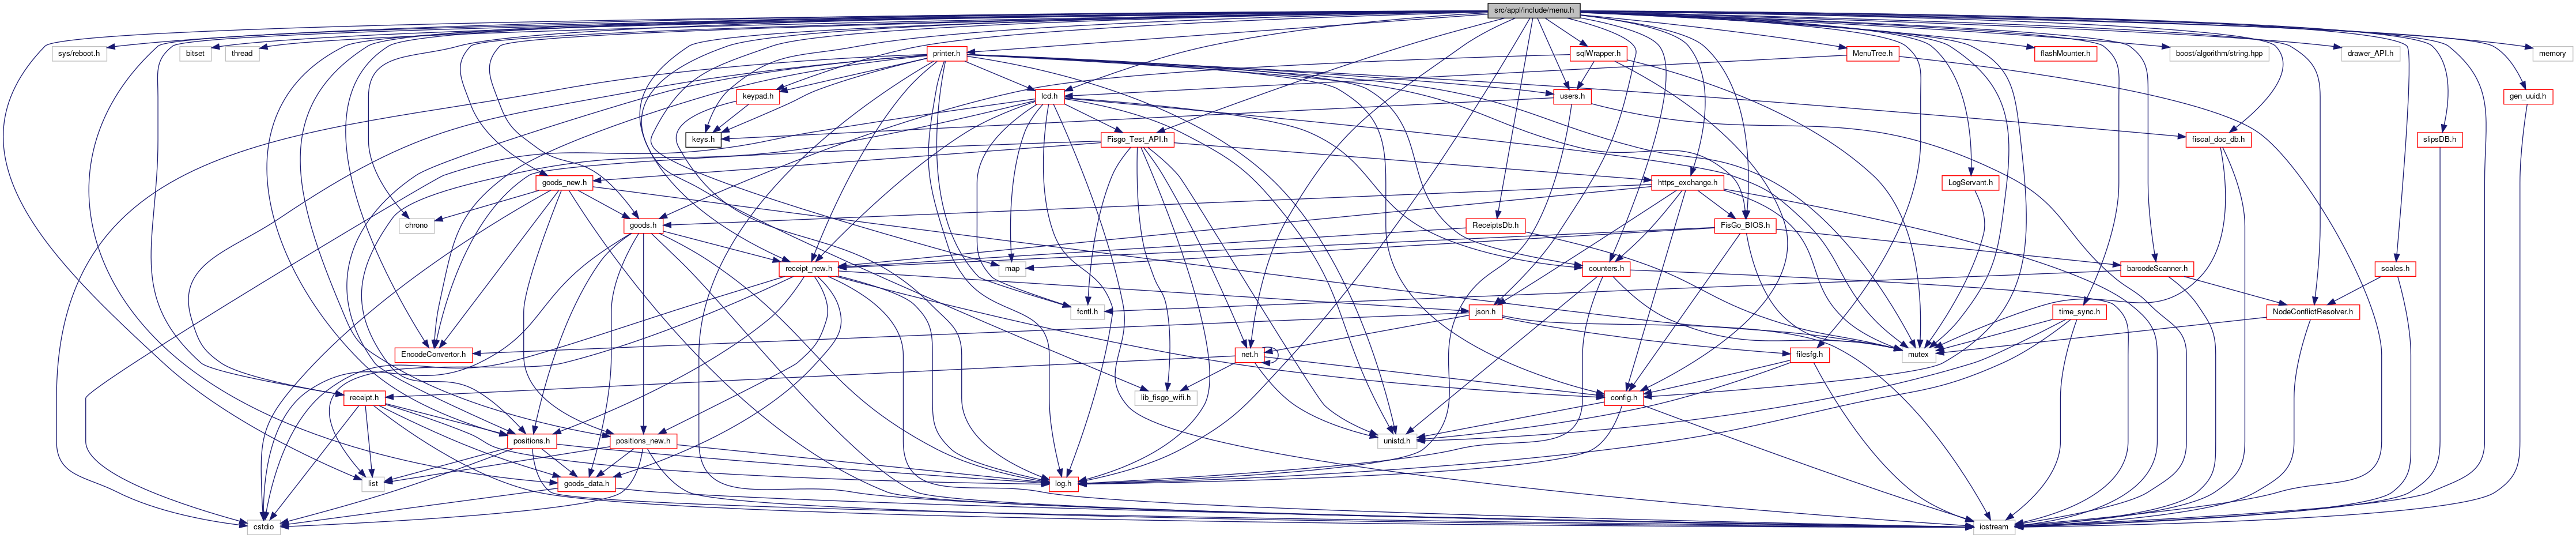 src/appl/include/menu.h
sys/reboot.h
bitset
thread
printer.h
sqlWrapper.h
MenuTree.h
flashMounter.h
boost/algorithm/string.hpp
drawer_API.h
memory
keypad.h
lcd.h
users.h
gen_uuid.h
keys.h
Fisgo_Test_API.h
fiscal_doc_db.h
slipsDB.h
goods_new.h
https_exchange.h
LogServant.h
chrono
goods.h
ReceiptsDb.h
FisGo_BIOS.h
receipt_new.h
map
counters.h
barcodeScanner.h
scales.h
fcntl.h
json.h
time_sync.h
NodeConflictResolver.h
EncodeConvertor.h
net.h
filesfg.h
mutex
receipt.h
lib_fisgo_wifi.h
config.h
positions.h
positions_new.h
unistd.h
list
goods_data.h
log.h
cstdio
iostream